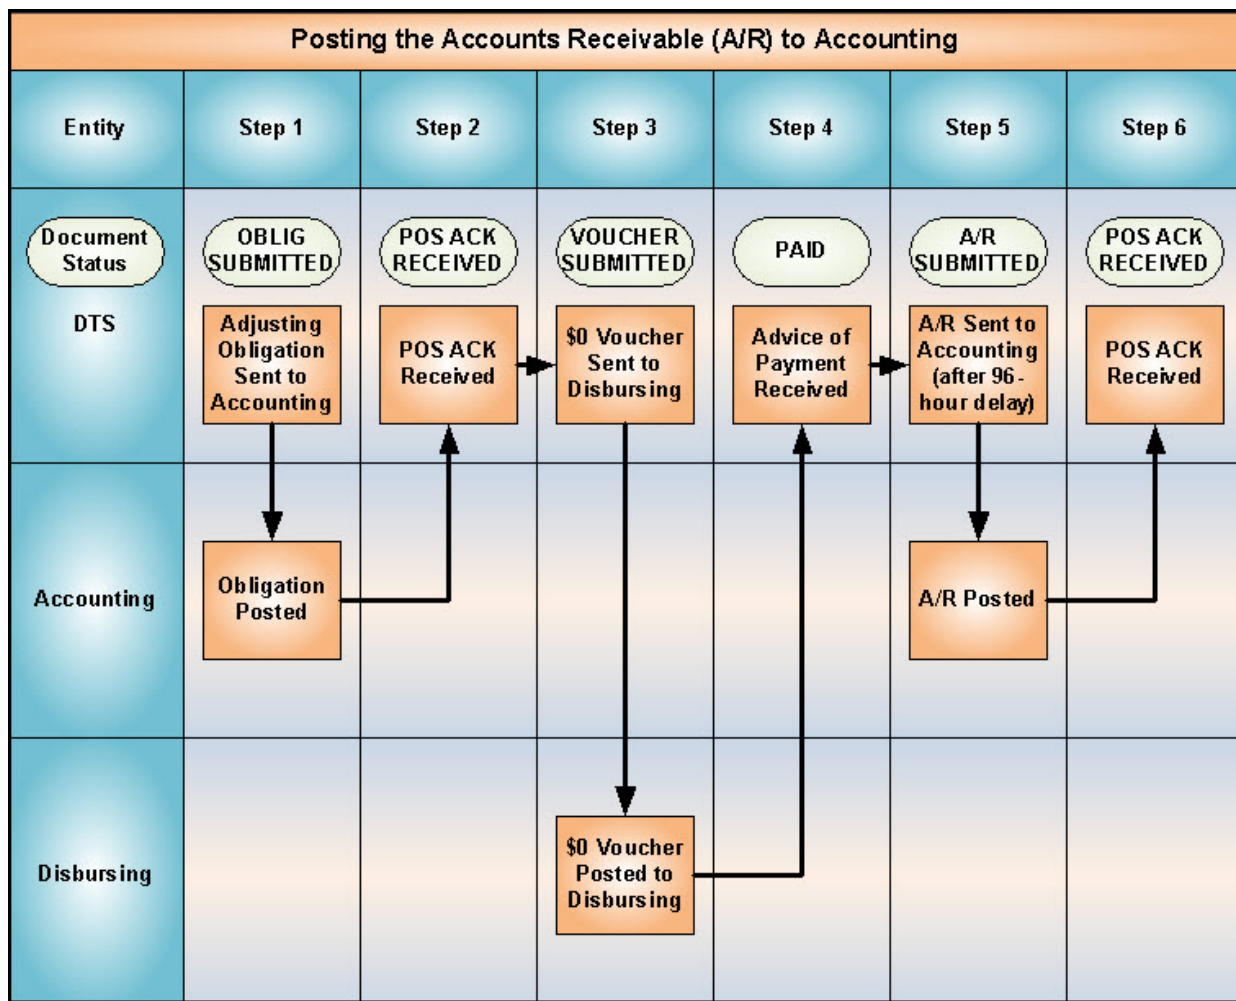 Posting the Accounts Receivable (A/R) to Accounting
Entity
Step 1
Step 2
Step 3
Step 4
Step 5
Step 6
Document
Status
OBLIG
SUBMITTED
POS ACK
RECEIVED
VOUCHER
SUBMITTED
PAID
A/R
SUBMITTED
POS ACK
RECEIVED
DTS
Adjusting
Obligation
Sent to
Accounting
POS ACK
Received
$0 Voucher
Sent to
Disbursing
Advice of
Payment
Received
A/R Sent to
Accounting
(after 96-
hour delay)
POS ACK
Received
Accounting
Obligation
Posted
A/R Posted
Disbursing
$0 Voucher
Posted to
Disbursing